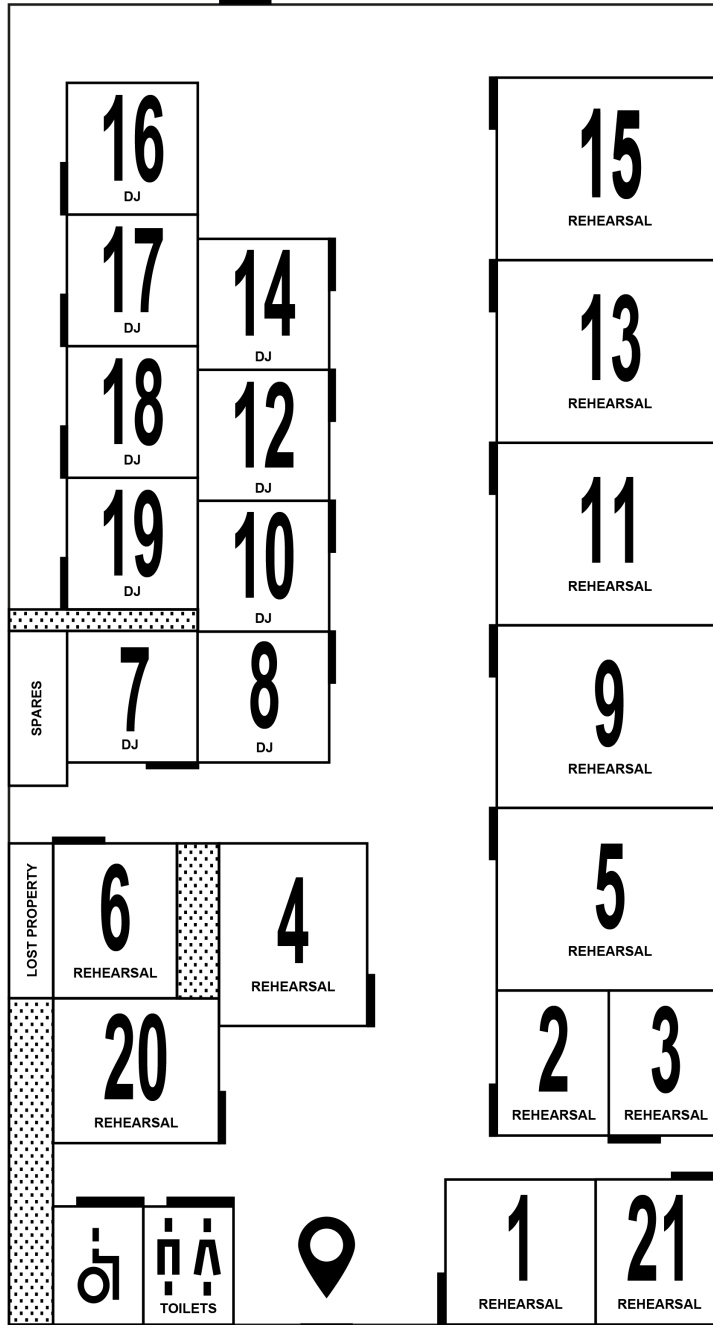 16
DJ
15
REHEARSAL
17
DJ
14
DJ
13
REHEARSAL
18
DJ
12
DJ
11
REHEARSAL
19
DJ
10
DJ
SPARES
7
DJ
8
DJ
9
REHEARSAL
LOST PROPERTY
6
REHEARSAL
4
REHEARSAL
5
REHEARSAL
20
REHEARSAL
2
REHEARSAL
3
REHEARSAL
TOILETS
1
REHEARSAL
21
REHEARSAL